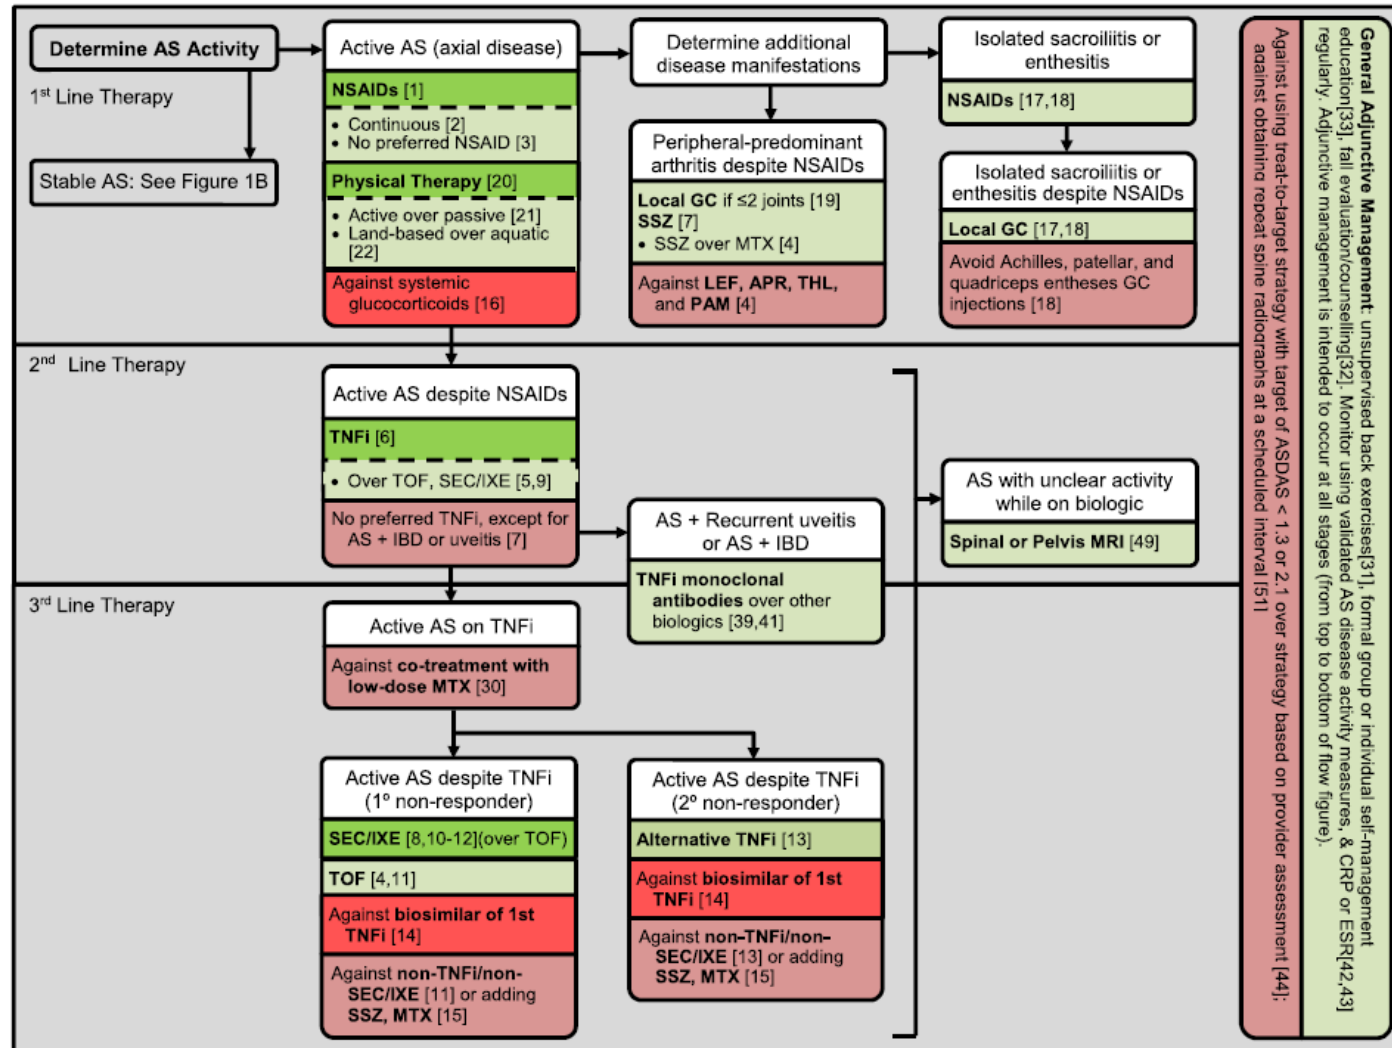 Determine AS Activity
1st Line Therapy
Stable AS: See Figure 1B
Active AS (axial disease)
NSAIDs [1]
• Continuous [2]
• No preferred NSAID [3]
Physical Therapy [20]
• Active over passive [21]
• Land-based over aquatic
[22]
Against systemic
glucocorticoids [16]
Determine additional
disease manifestations
Peripheral-predominant
arthritis despite NSAIDs
Local GC if ≤2 joints [19]
SSZ [7]
• SSZ over MTX [4]
Against LEF, APR, THL,
and PAM [4]
Isolated sacroiliitis or
enthesitis
NSAIDs [17,18]
Isolated sacroiliitis or
enthesitis despite NSAIDs
Local GC [17,18]
Avoid Achilles, patellar, and
quadriceps entheses GC
injections [18]
2nd Line Therapy
Active AS despite NSAIDs
TNFi [6]
• Over TOF, SEC/IXE [5,9]
No preferred TNFi, except for
AS + IBD or uveitis [7]
AS + Recurrent uveitis
or AS + IBD
TNFi monoclonal
antibodies over other
biologics [39,41]
AS with unclear activity
while on biologic
Spinal or Pelvis MRI [49]
3rd Line Therapy
Active AS on TNFi
Against co-treatment with
low-dose MTX [30]
Active AS despite TNFi
(1º non-responder)
SEC/IXE [8,10-12](over TOF)
TOF [4,11]
Against biosimilar of 1st
TNFi [14]
Against non-TNFi/non-
SEC/IXE [11] or adding
SSZ, MTX [15]
Active AS despite TNFi
(2º non-responder)
Alternative TNFi [13]
Against biosimilar of 1st
TNFi [14]
Against non–TNFi/non–
SEC/IXE [13] or adding
SSZ, MTX [15]
General Adjunctive Management: unsupervised back exercises[31], formal group or individual self-management
education[33], fall evaluation/counselling[32]. Monitor using validated AS disease activity measures, & CRP or ESR[42,43]
regularly. Adjunctive management is intended to occur at all stages (from top to bottom of flow figure).
Against using treat-to-target strategy with target of ASDAS < 1.3 or 2.1 over strategy based on provider assessment [44];
against obtaining repeat spine radiographs at a scheduled interval [51]